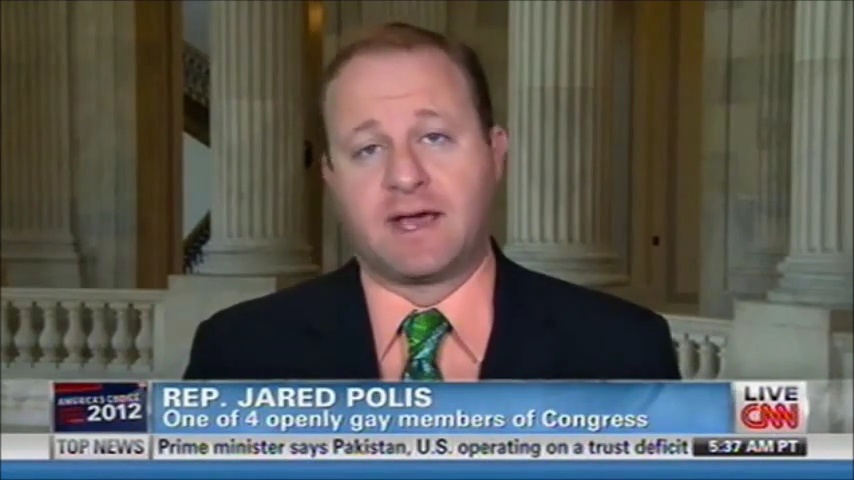 AMERICA'S CHOICE
2012
REP. JARED POLIS
One of 4 openly gay members of Congress
LIVE
CNN
TOP NEWS
Prime minister says Pakistan, U.S. operating on a trust deficit
5:37 AM PT